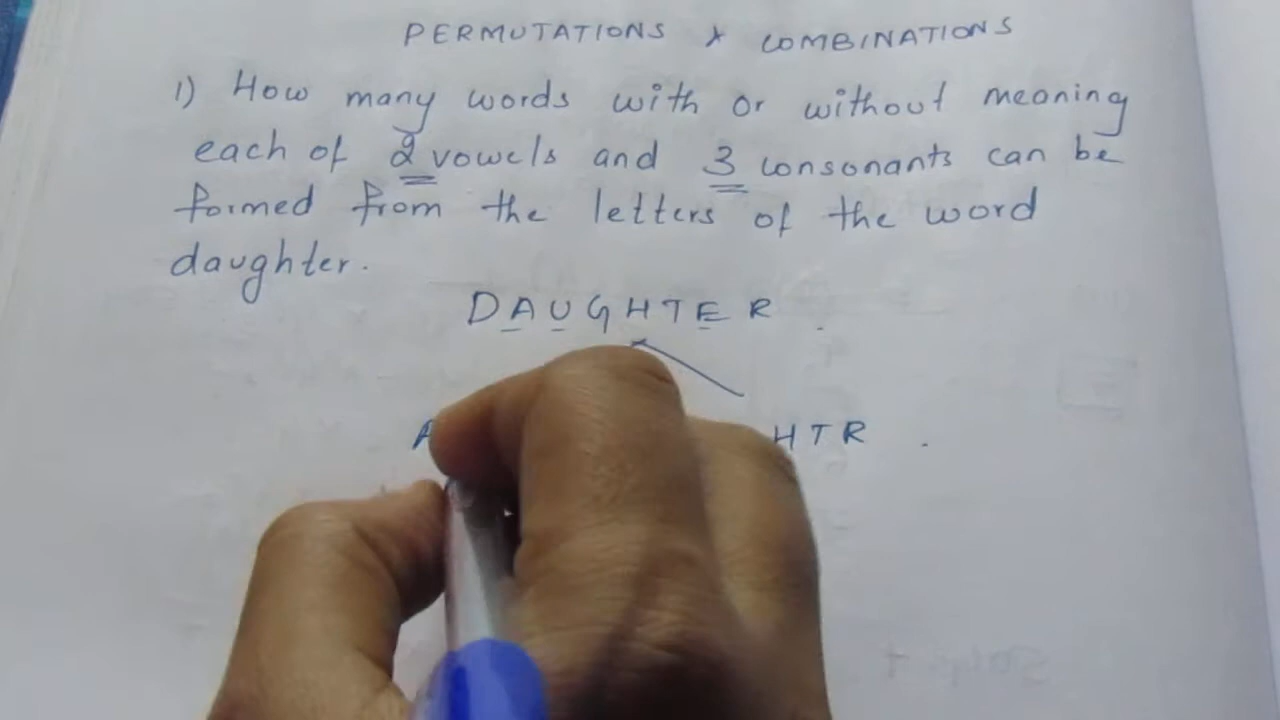 PERMUTATIONS & COMBINATIONS
1) How many words with or without meaning
each of 2 vowels and 3 consonants can be
formed from the letters of the word
daughter.
DAUGHTER
A HTR